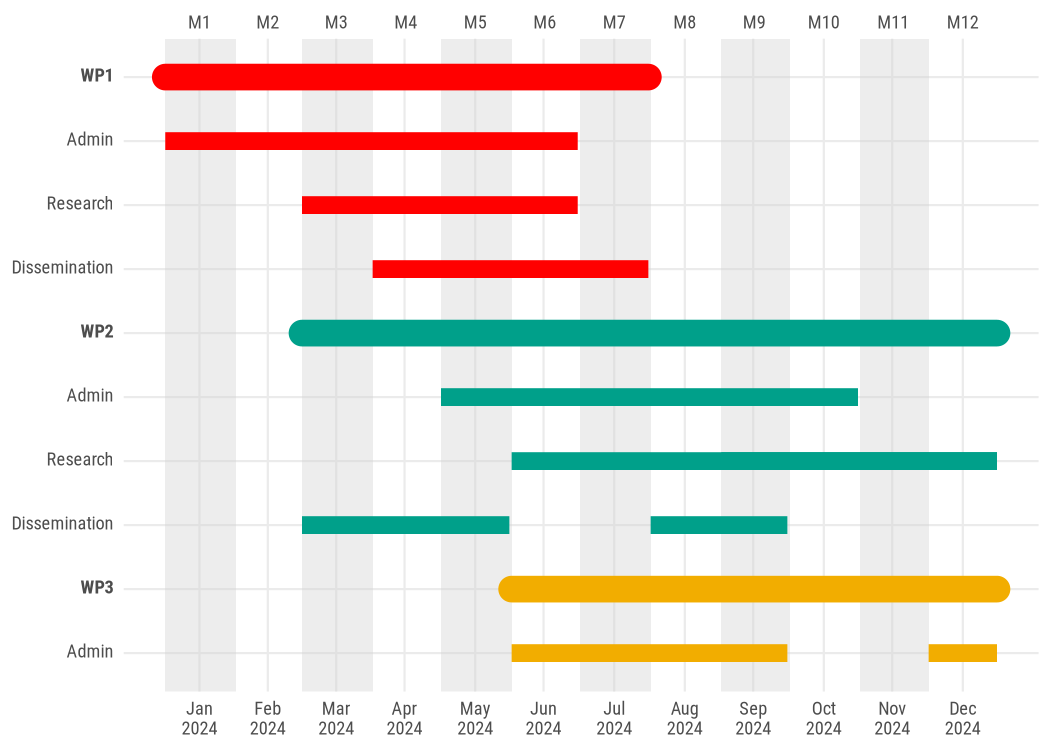 M1 M2 M3 M4 M5 M6 M7 M8 M9 M10 M11 M12
WP1
Admin
Research
Dissemination
WP2
Admin
Research
Dissemination
WP3
Admin
Jan Feb Mar Apr May Jun Jul Aug Sep Oct Nov Dec
2024 2024 2024 2024 2024 2024 2024 2024 2024 2024 2024 2024